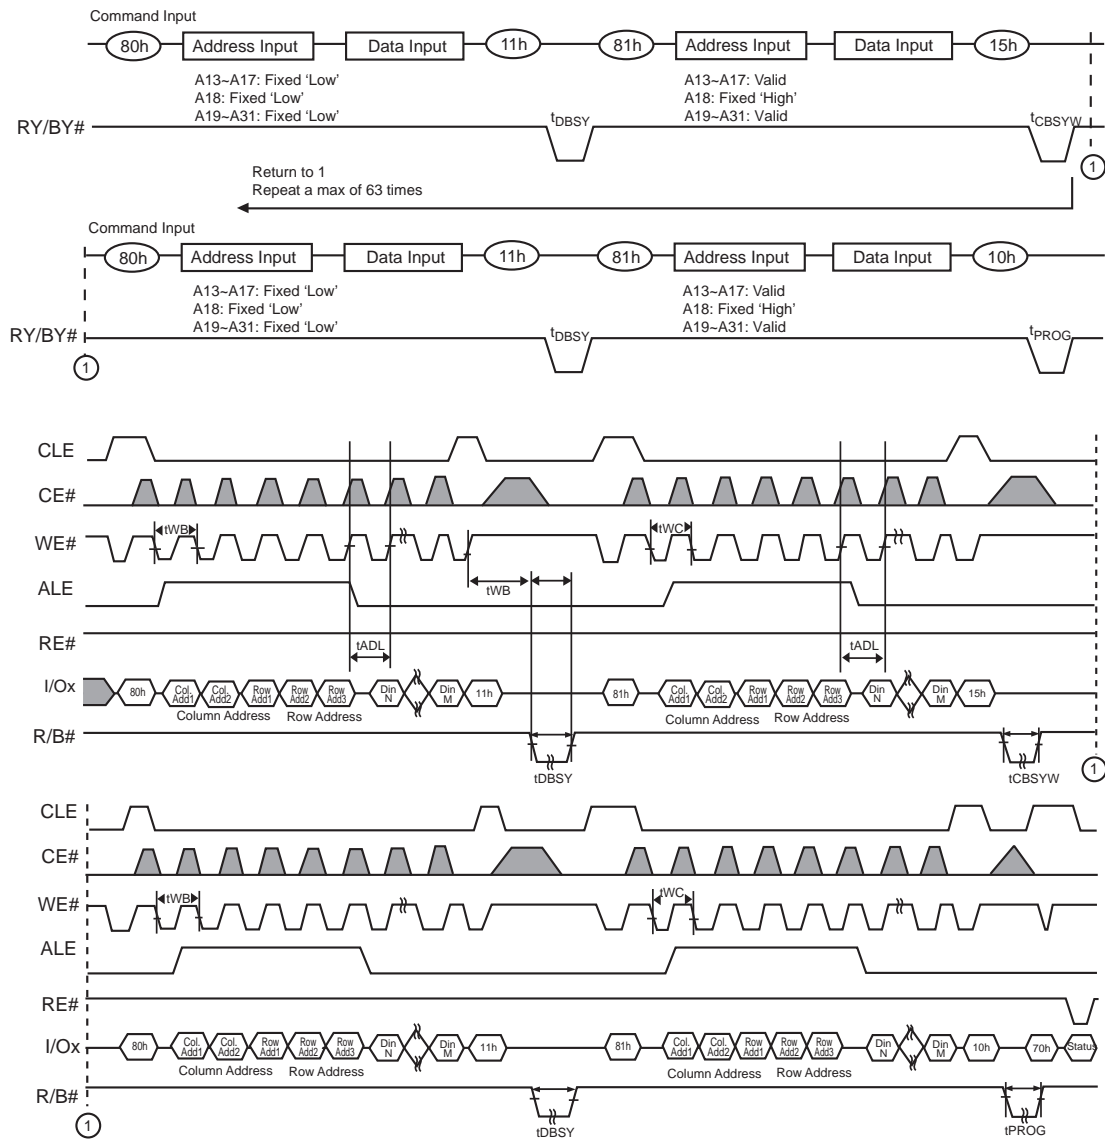 Command Input
80h Address Input Data Input 11h 81h Address Input Data Input 15h
A13~A17: Fixed 'Low' A13~A17: Valid
A18: Fixed 'Low' A18: Fixed 'High'
A19~A31: Fixed 'Low' A19~A31: Valid
RY/BY# tDBSY tCBSYW
1
Return to 1
Repeat a max of 63 times
Command Input
80h Address Input Data Input 11h 81h Address Input Data Input 10h
A13~A17: Fixed 'Low' A13~A17: Valid
A18: Fixed 'Low' A18: Fixed 'High'
A19~A31: Fixed 'Low' A19~A31: Valid
RY/BY# tDBSY tPROG
1
CLE
CE#
WE# tWB tWC
ALE tWB
RE# tADL tADL
I/Ox 80h Col. Add1 Col. Add2 Row Add1 Row Add2 Row Add3 Din N Din M 11h 81h Col. Add1 Col. Add2 Row Add1 Row Add2 Row Add3 Din N Din M 15h
Column Address Row Address Column Address Row Address
R/B# tDBSY tCBSYW
1
CLE
CE#
WE# tWB tWC
ALE
RE#
I/Ox 80h Col. Add1 Col. Add2 Row Add1 Row Add2 Row Add3 Din N Din M 11h 81h Col. Add1 Col. Add2 Row Add1 Row Add2 Row Add3 Din N Din M 10h 70h Status
Column Address Row Address Column Address Row Address
R/B# tDBSY tPROG
1